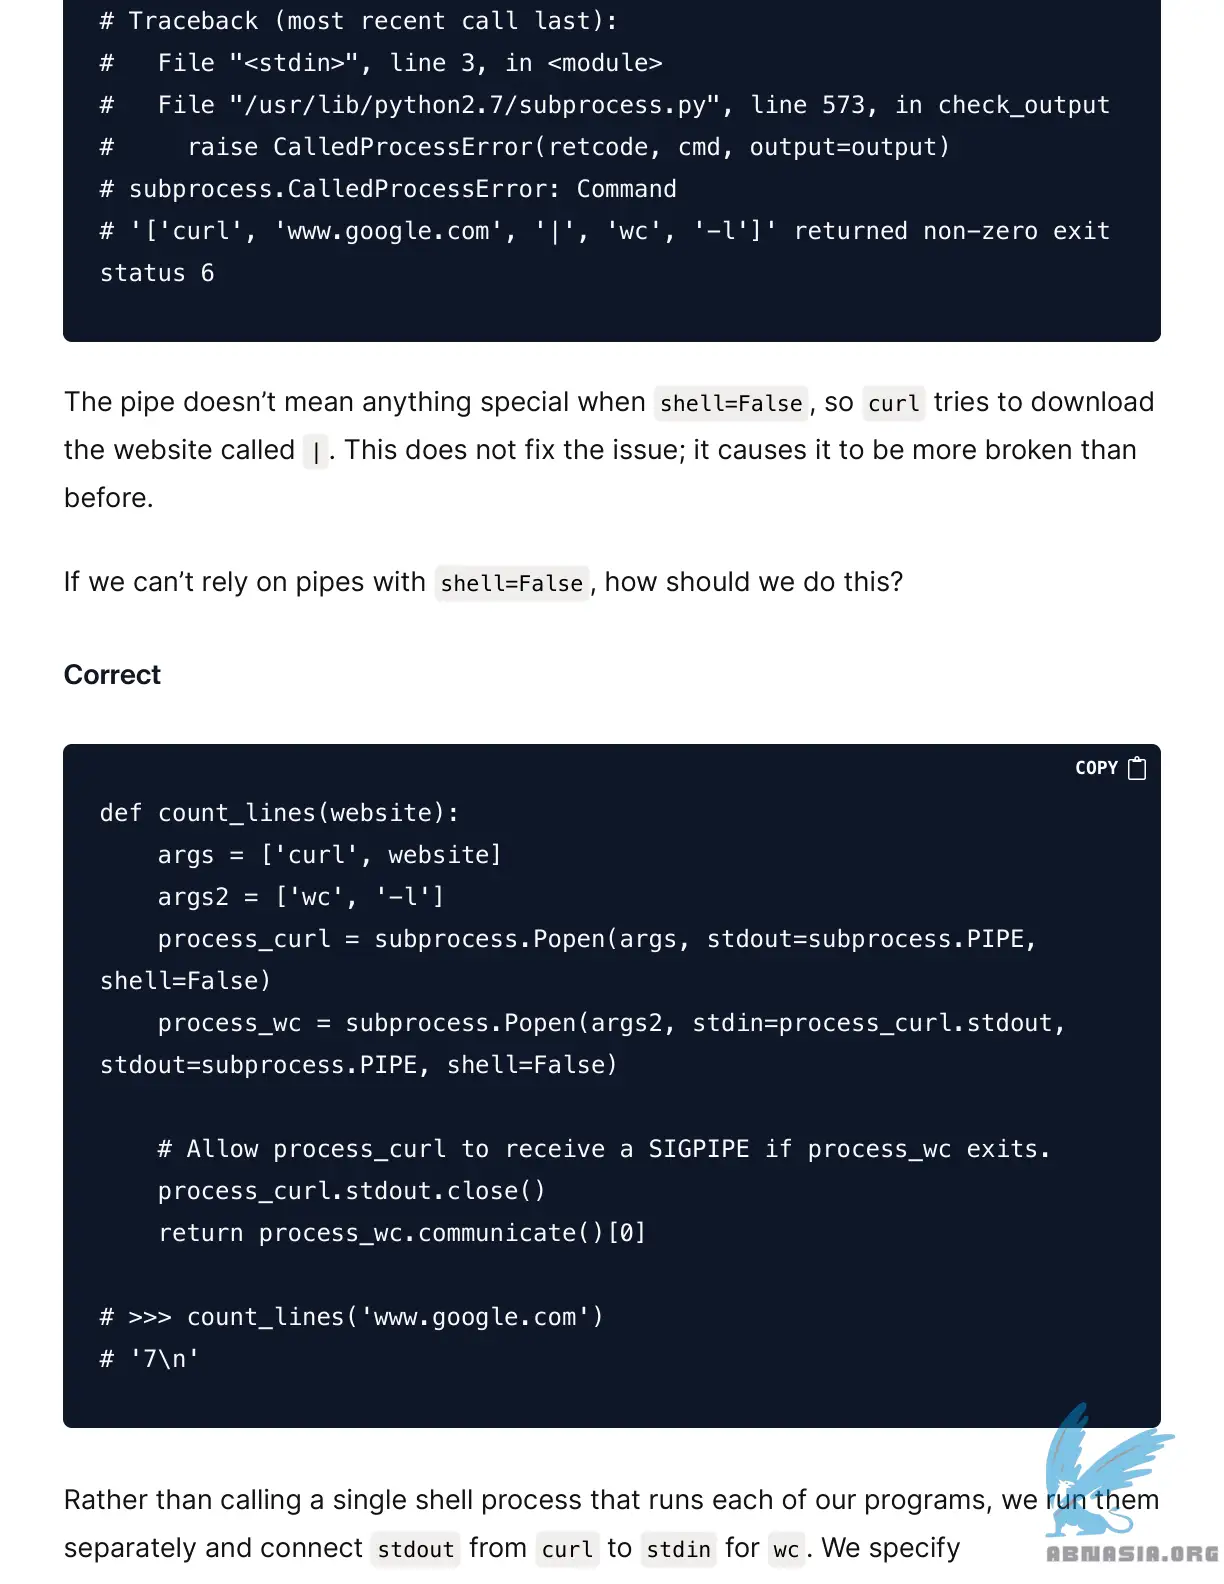 # Traceback (most recent call last):
#   File "<stdin>", line 3, in <module>
#   File "/usr/lib/python2.7/subprocess.py", line 573, in check_output
#     raise CalledProcessError(retcode, cmd, output=output)
# subprocess.CalledProcessError: Command
# '['curl', 'www.google.com', '|', 'wc', '-l']' returned non-zero exit
status 6
The pipe doesn’t mean anything special when shell=False, so curl tries to download
the website called |. This does not fix the issue; it causes it to be more broken than
before.
If we can’t rely on pipes with shell=False, how should we do this?
Correct
COPY
def count_lines(website):
    args = ['curl', website]
    args2 = ['wc', '-l']
    process_curl = subprocess.Popen(args, stdout=subprocess.PIPE,
shell=False)
    process_wc = subprocess.Popen(args2, stdin=process_curl.stdout,
stdout=subprocess.PIPE, shell=False)
    # Allow process_curl to receive a SIGPIPE if process_wc exits.
    process_curl.stdout.close()
    return process_wc.communicate()[0]
# >>> count_lines('www.google.com')
# '7\n'
Rather than calling a single shell process that runs each of our programs, we run them
separately and connect stdout from curl to stdin for wc. We specify
ABNASIA.ORG